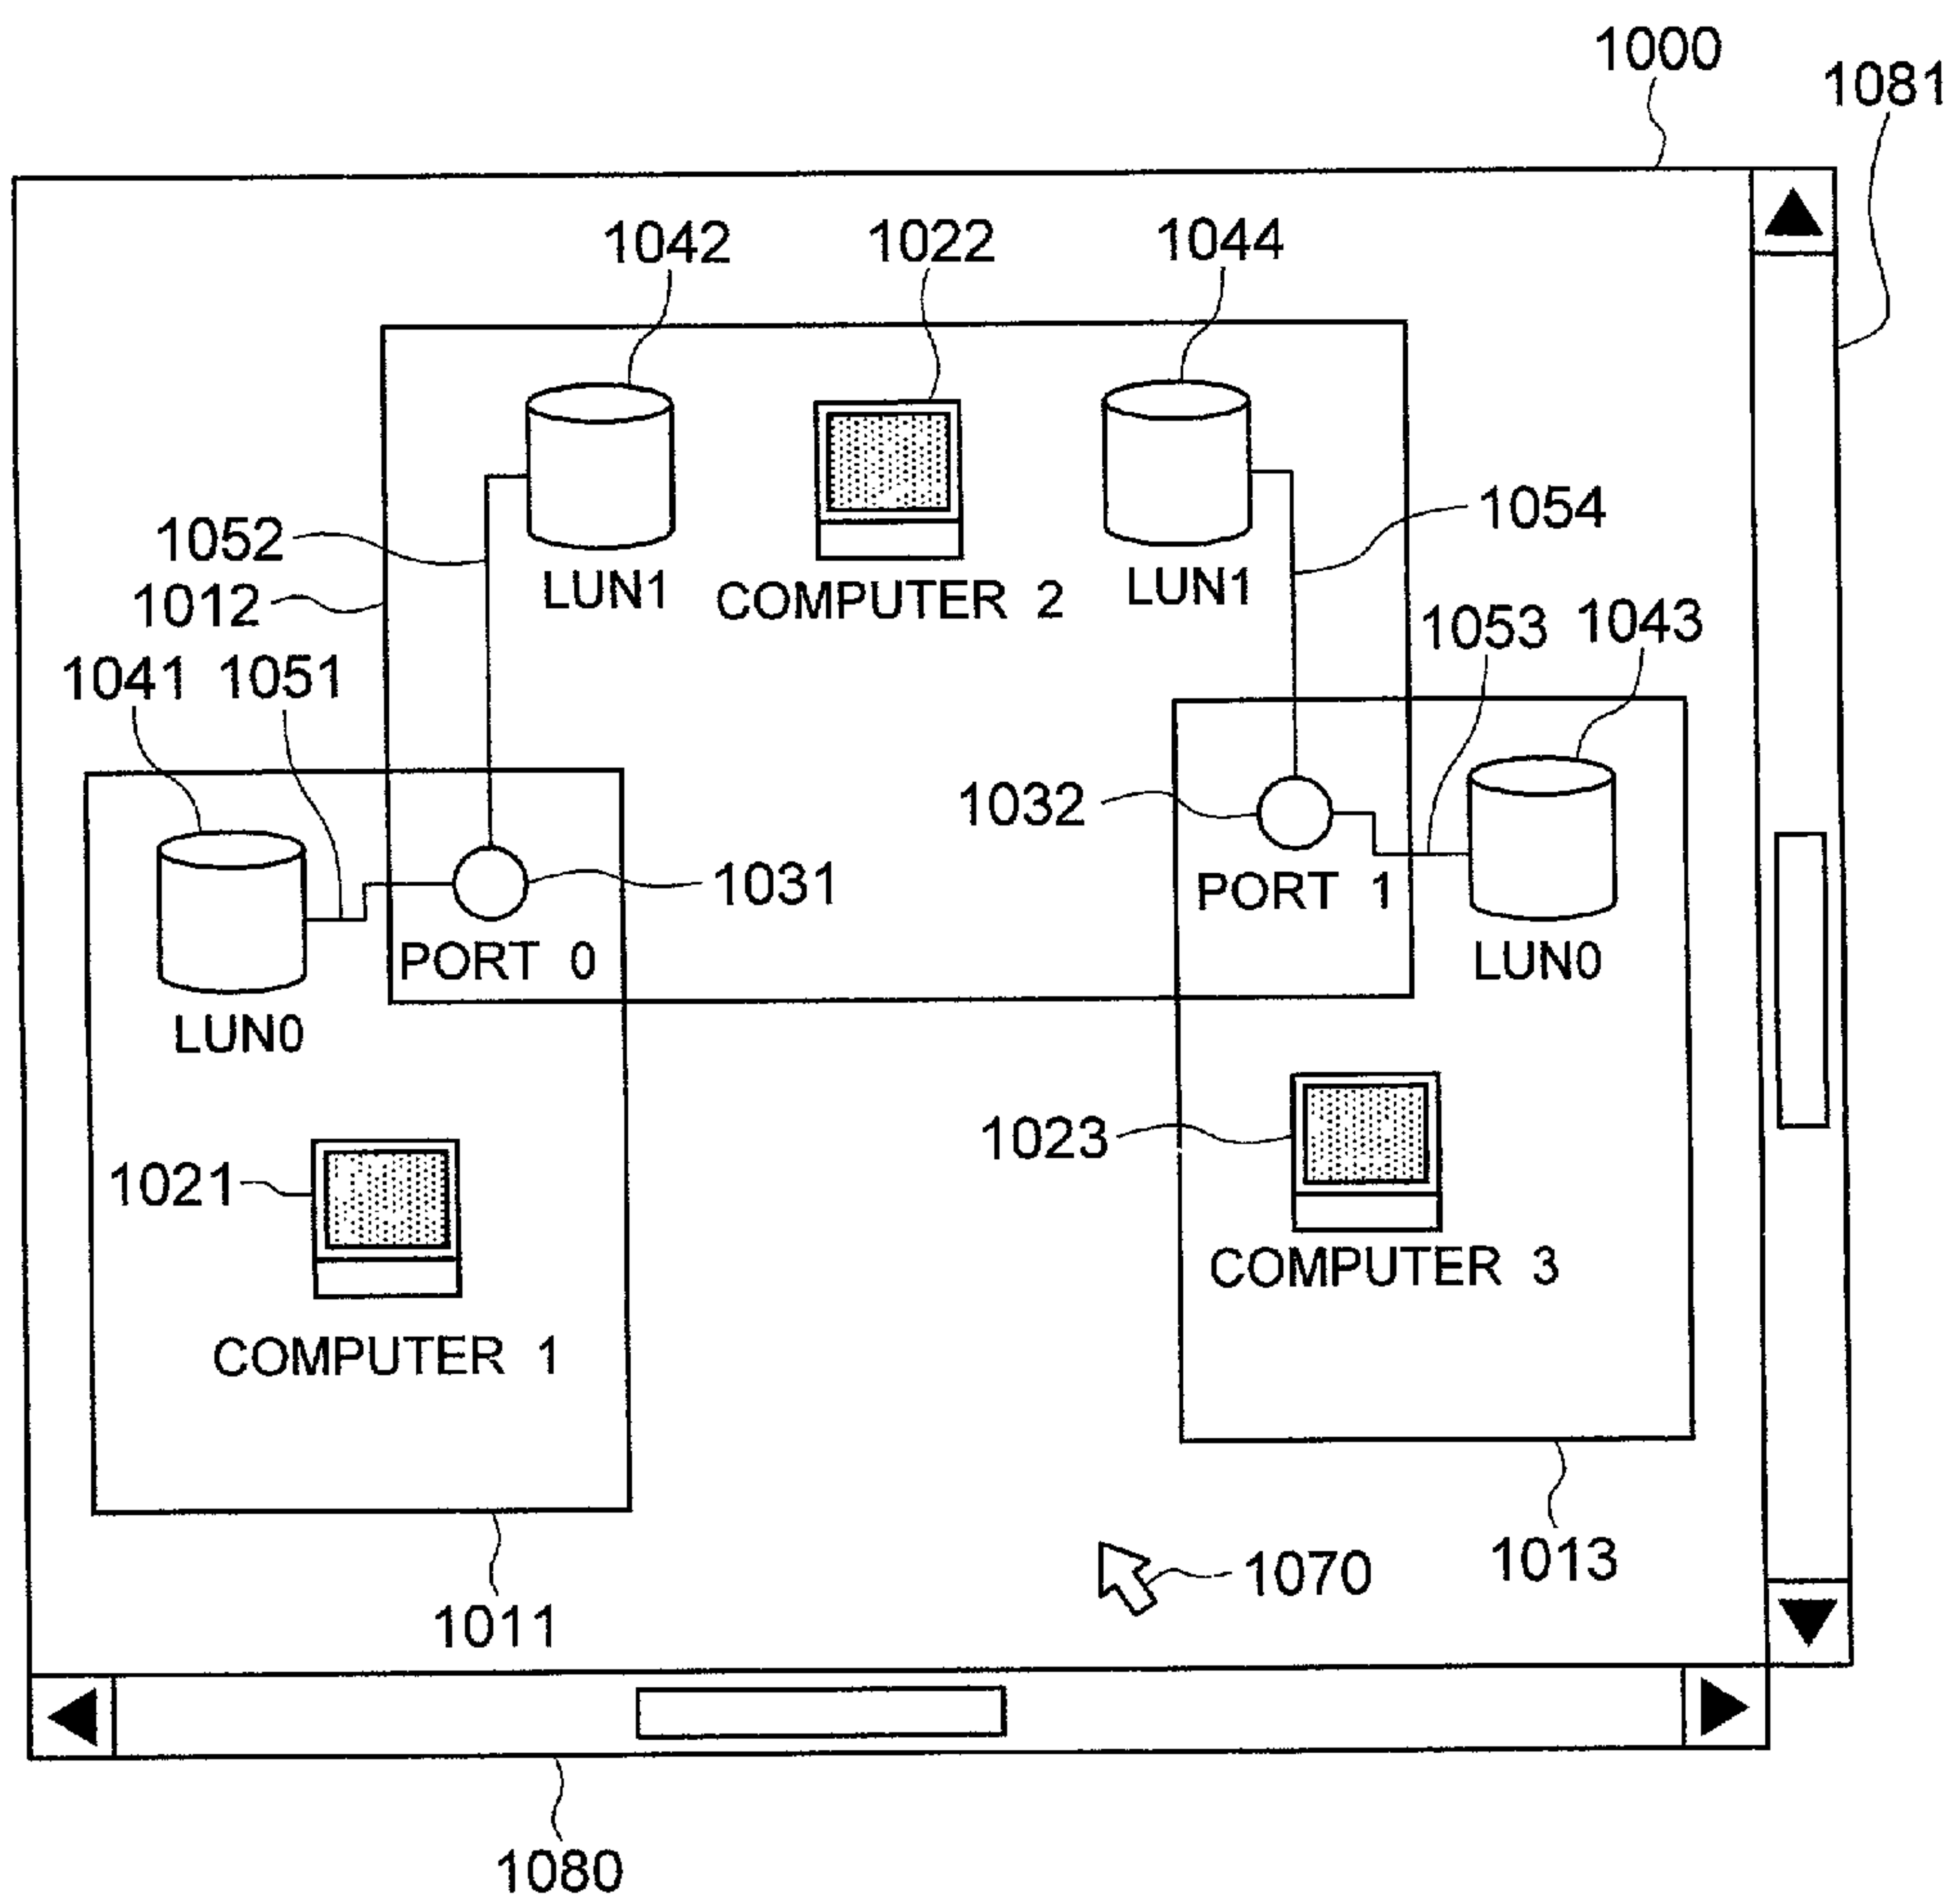 1000
1081
1042 1022 1044
1052
1054
LUN1 COMPUTER 2 LUN1
1012
1053 1043
1041 1051
1032
1031
PORT 1
PORT 0
LUN0
LUN0
1023
1021
COMPUTER 3
COMPUTER 1
1070
1013
1011
1080